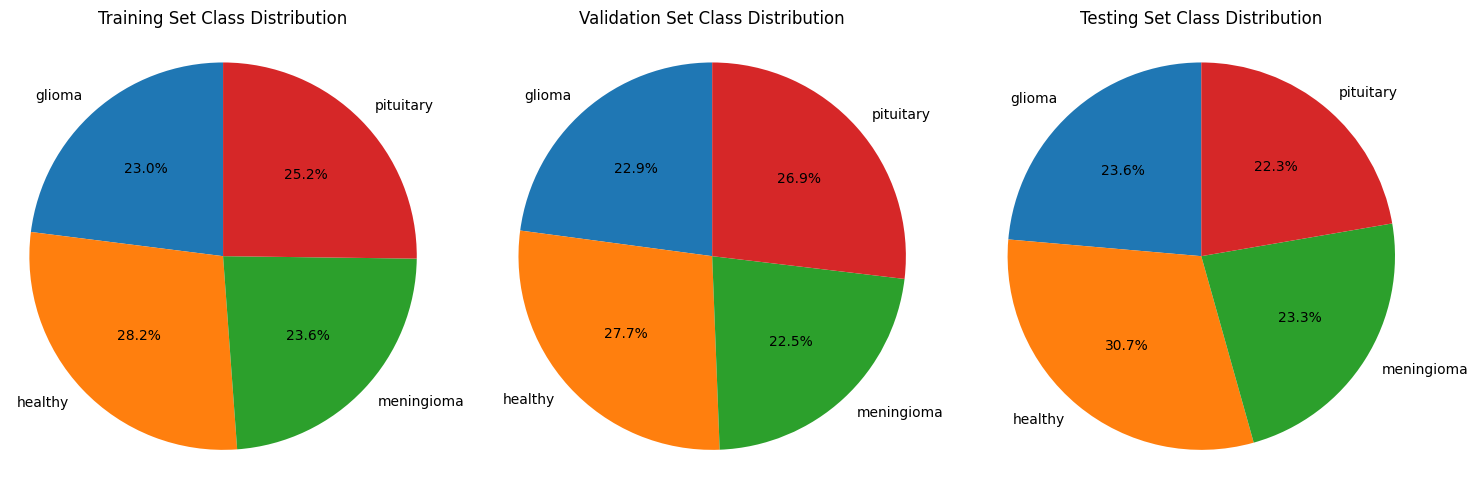 Training Set Class Distribution
glioma
pituitary
23.0%
25.2%
28.2%
23.6%
healthy
meningioma
Validation Set Class Distribution
glioma
pituitary
22.9%
26.9%
27.7%
22.5%
healthy
meningioma
Testing Set Class Distribution
glioma
pituitary
23.6%
22.3%
30.7%
23.3%
healthy
meningioma